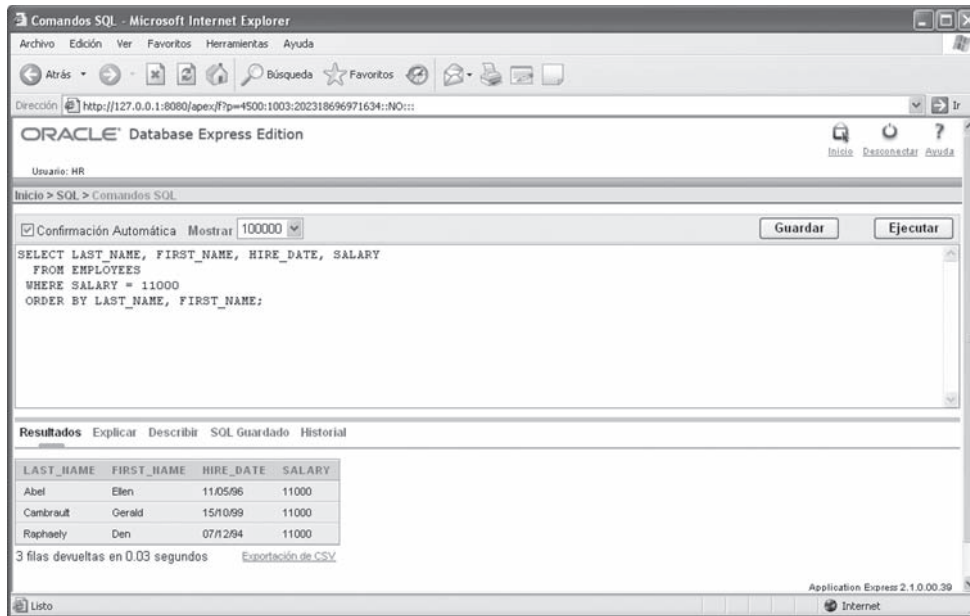 Comandos SQL - Microsoft Internet Explorer
Archivo Edición Ver Favoritos Herramientas Ayuda
Atrás Búsqueda Favoritos
Dirección http://127.0.0.1:8080/apex/f?p=4500:1003:202318696971634::NO::: Ir
ORACLE Database Express Edition
Inicio Desconectar Ayuda
Usuario: HR
Inicio > SQL > Comandos SQL
Confirmación Automática Mostrar 100000 Guardar Ejecutar
SELECT LAST_NAME, FIRST_NAME, HIRE_DATE, SALARY
FROM EMPLOYEES
WHERE SALARY = 11000
ORDER BY LAST_NAME, FIRST_NAME;
Resultados Explicar Describir SQL Guardado Historial
LAST_NAME FIRST_NAME HIRE_DATE SALARY
Abel Ellen 11/05/96 11000
Cambrault Gerald 15/10/99 11000
Raphaely Den 07/12/94 11000
3 filas devueltas en 0.03 segundos Exportación de CSV
Application Express 2.1.0.00.39
Listo Internet